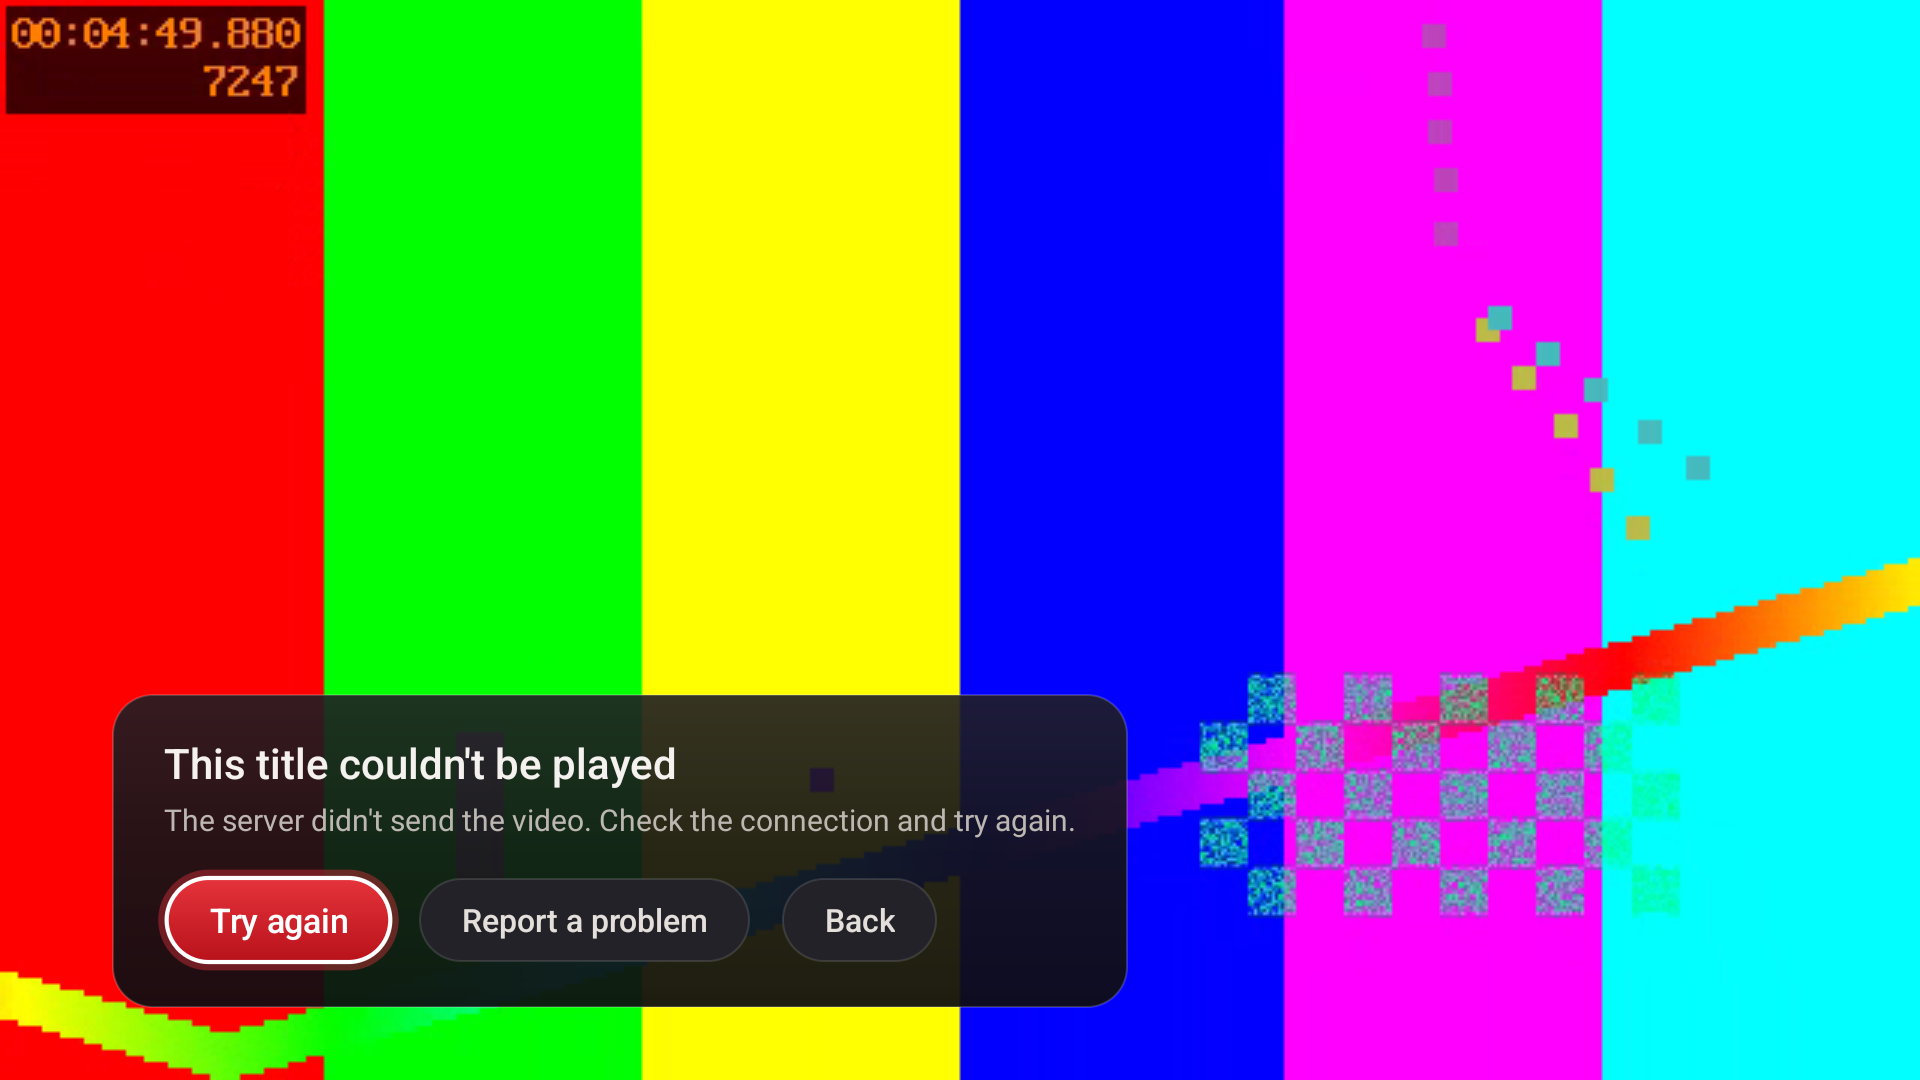 00:04:49.880
7247
This title couldn't be played
The server didn't send the video. Check the connection and try again.
Try again
Report a problem
Back